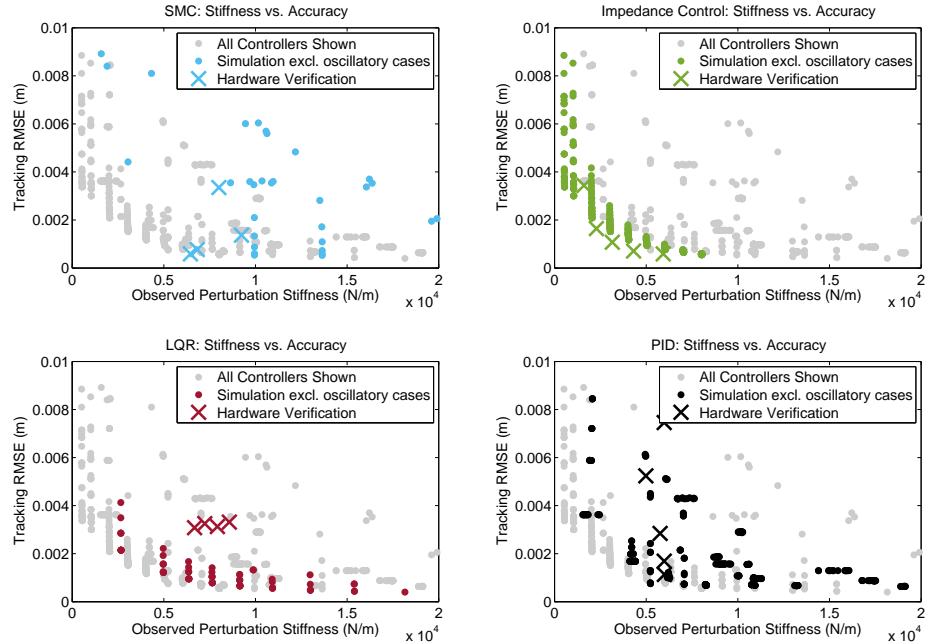 SMC: Stiffness vs. Accuracy
Tracking RMSE (m)
0.01
0.008
0.006
0.004
0.002
0
All Controllers Shown
Simulation excl. oscillatory cases
Hardware Verification
0 0.5 1 1.5 2
Observed Perturbation Stiffness (N/m)
x 10^4
Impedance Control: Stiffness vs. Accuracy
Tracking RMSE (m)
0.01
0.008
0.006
0.004
0.002
0
All Controllers Shown
Simulation excl. oscillatory cases
Hardware Verification
0 0.5 1 1.5 2
Observed Perturbation Stiffness (N/m)
x 10^4
LQR: Stiffness vs. Accuracy
Tracking RMSE (m)
0.01
0.008
0.006
0.004
0.002
0
All Controllers Shown
Simulation excl. oscillatory cases
Hardware Verification
0 0.5 1 1.5 2
Observed Perturbation Stiffness (N/m)
x 10^4
PID: Stiffness vs. Accuracy
Tracking RMSE (m)
0.01
0.008
0.006
0.004
0.002
0
All Controllers Shown
Simulation excl. oscillatory cases
Hardware Verification
0 0.5 1 1.5 2
Observed Perturbation Stiffness (N/m)
x 10^4